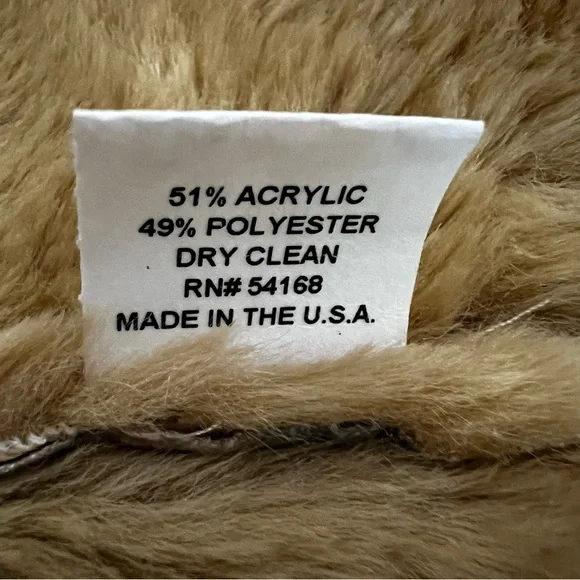 51% ACRYLIC
49% POLYESTER
DRY CLEAN
RN# 54168
MADE IN THE U.S.A.